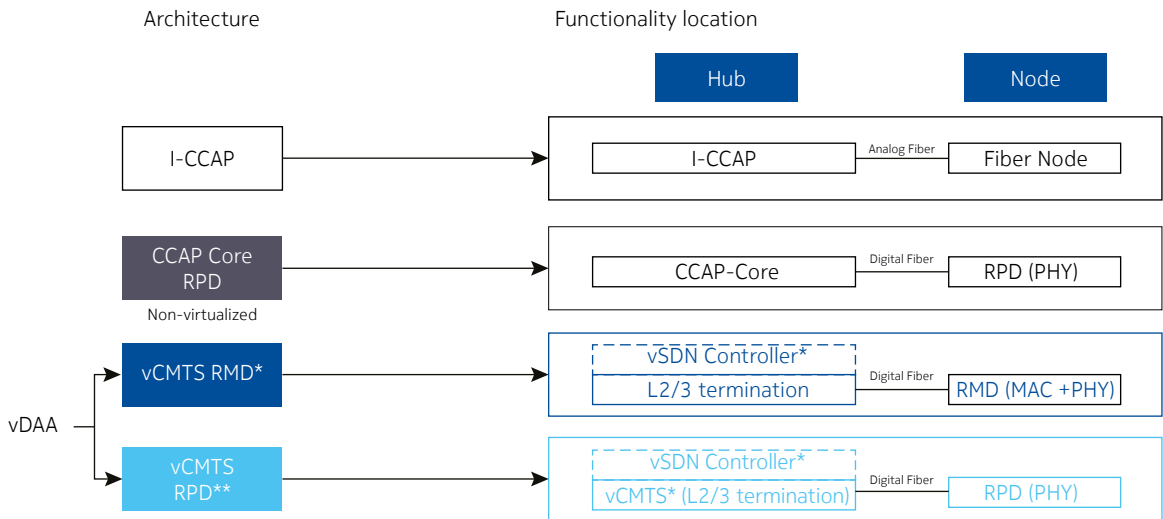 Architecture
Functionality location
Hub
Node
I-CCAP
I-CCAP
Analog Fiber
Fiber Node
CCAP Core
RPD
Non-virtualized
CCAP-Core
Digital Fiber
RPD (PHY)
vDAA
vCMTS RMD*
vSDN Controller*
L2/3 termination
Digital Fiber
RMD (MAC +PHY)
vCMTS
RPD**
vSDN Controller*
vCMTS* (L2/3 termination)
Digital Fiber
RPD (PHY)